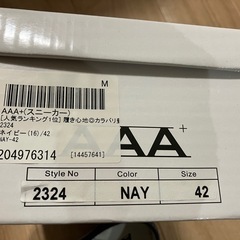 M
AAA+(スニーカー)
[人気ランキング1位] 履き心地◎カラバリ豊
2324
ネイビー(16)/42
NAY-42
204976314
[14457641]
AAA+
Style No
Color
Size
2324
NAY
42